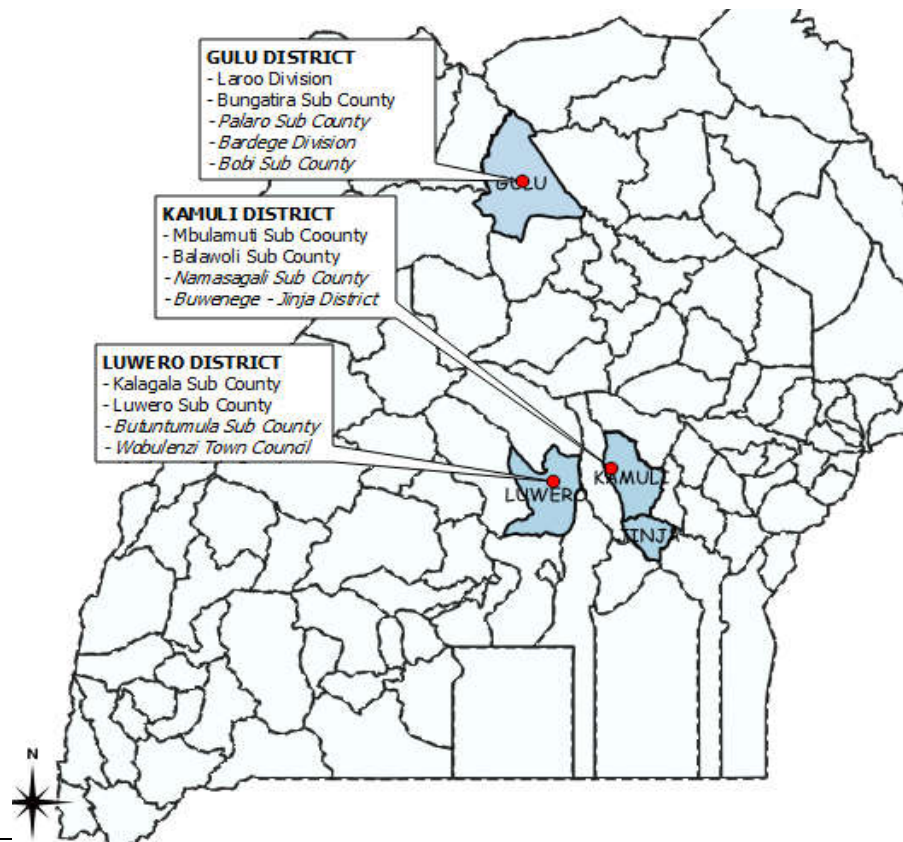 GULU DISTRICT
- Laroo Division
- Bungatira Sub County
- Palaro Sub County
- Bardege Division
- Bobi Sub County
GULU
KAMULI DISTRICT
- Mbulamuti Sub Coounty
- Balawoli Sub County
- Namasagali Sub County
- Buwenege - Jinja District
LUWERO DISTRICT
- Kalagala Sub County
- Luwero Sub County
- Butuntumula Sub County
- Wobulenzi Town Council
KAMULI
LUWERO
JINJA
N